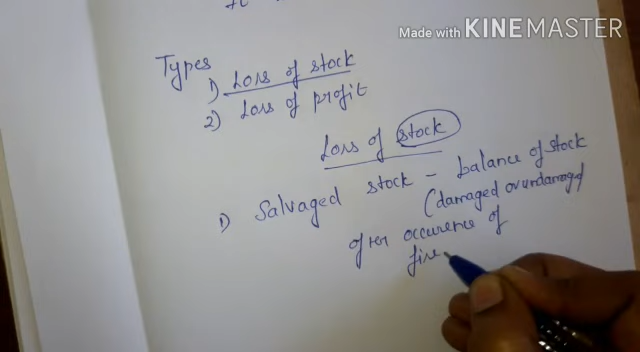 Made with KINEMASTER
Types
1) Loss of stock
2) Loss of profit
Loss of stock
1) Salvaged stock - balance of stock
(damaged or undamaged
after occurence of
fire